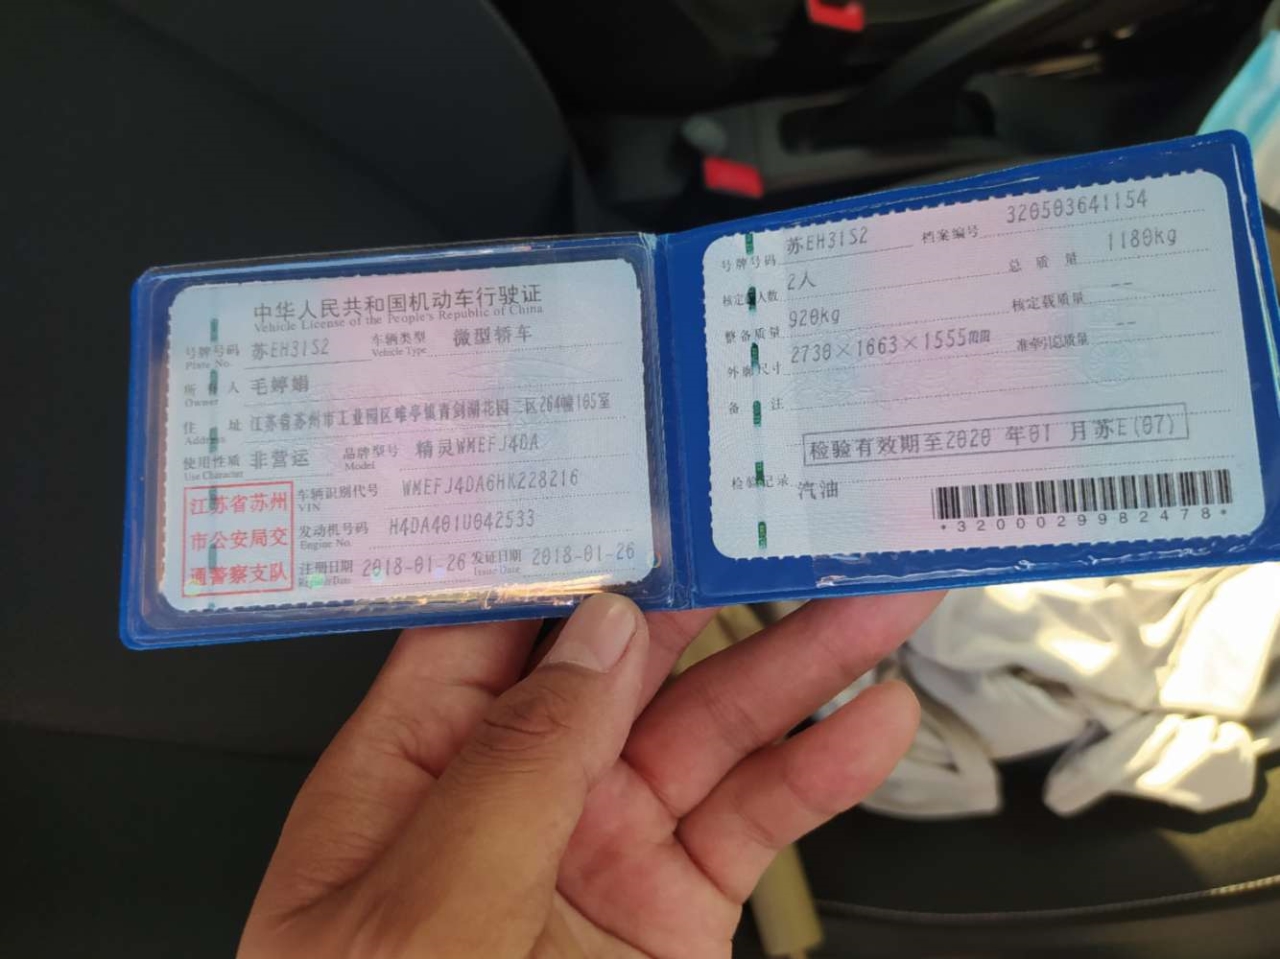 中华人民共和国机动车行驶证
Vehicle License of the People's Republic of China
号牌号码 苏EH31S2 车辆类型 微型轿车
Plate No. Vehicle Type
所有人 毛婷娟
Owner
住址 江苏省苏州市工业园区唯亭镇青剑湖花园二区264幢105室
Address
使用性质 非营运 品牌型号 精灵WMEFJ4DA
Use Character Model
江苏省苏州
市公安局交
通警察支队
车辆识别代号 WMEFJ4DA6HK228216
VIN
发动机号码 H4DA401U042533
Engine No.
注册日期 2018-01-26 发证日期 2018-01-26
Register Date Issue Date
号牌号码 苏EH31S2 档案编号 320503641154
核定人数 2人 总质量 1180kg
整备质量 920kg 核定载质量 --
外廓尺寸 2738×1663×1555mm 准牵引总质量 --
备注
检验有效期至2020 年01 月苏E(07)
检验记录 汽油
*3200029982478*